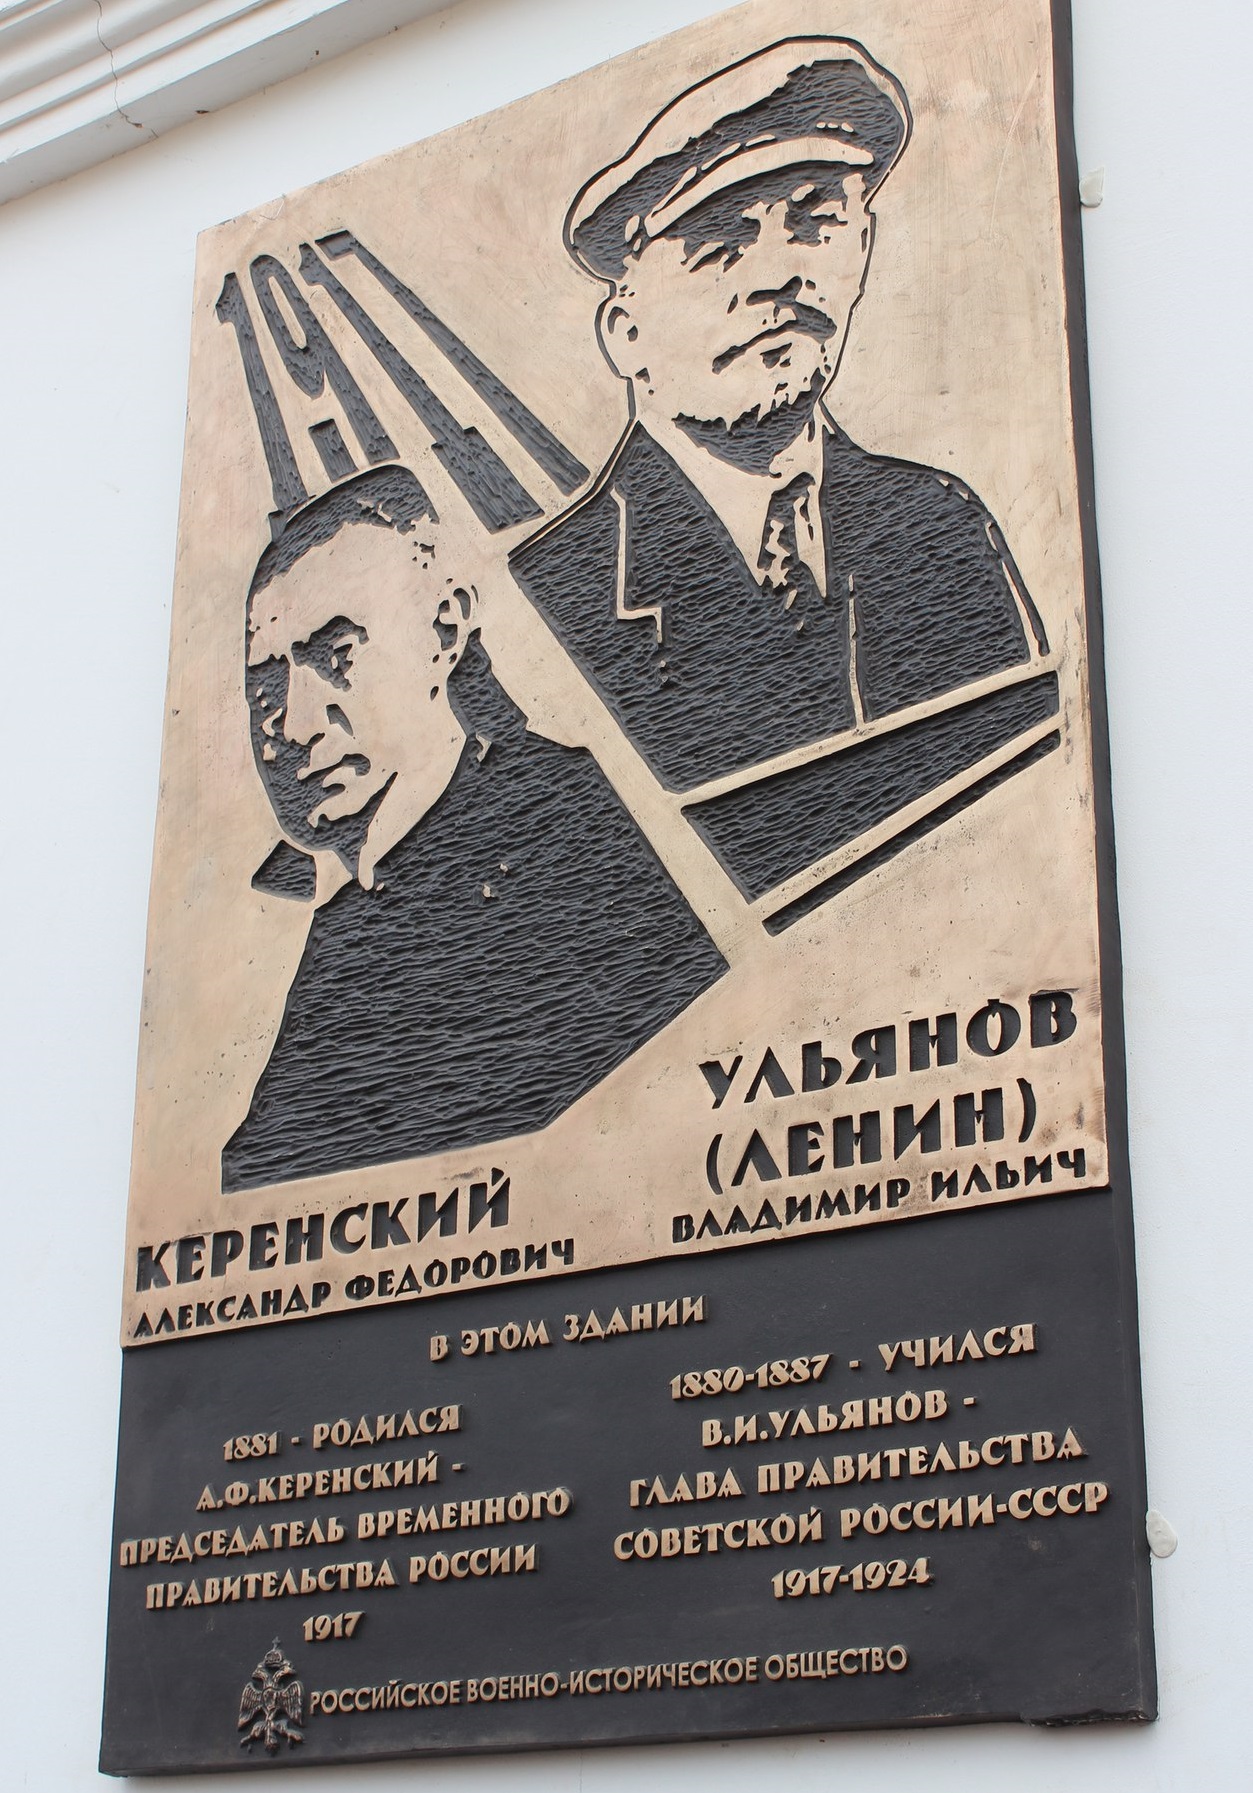 1917
КЕРЕНСКИЙ
АЛЕКСАНДР ФЕДОРОВИЧ
УЛЬЯНОВ
(ЛЕНИН)
ВЛАДИМИР ИЛЬИЧ
В ЭТОМ ЗДАНИИ
1881 - РОДИЛСЯ
А.Ф.КЕРЕНСКИЙ -
ПРЕДСЕДАТЕЛЬ ВРЕМЕННОГО
ПРАВИТЕЛЬСТВА РОССИИ
1917
1880-1887 - УЧИЛСЯ
В.И.УЛЬЯНОВ -
ГЛАВА ПРАВИТЕЛЬСТВА
СОВЕТСКОЙ РОССИИ-СССР
1917-1924
РОССИЙСКОЕ ВОЕННО-ИСТОРИЧЕСКОЕ ОБЩЕСТВО